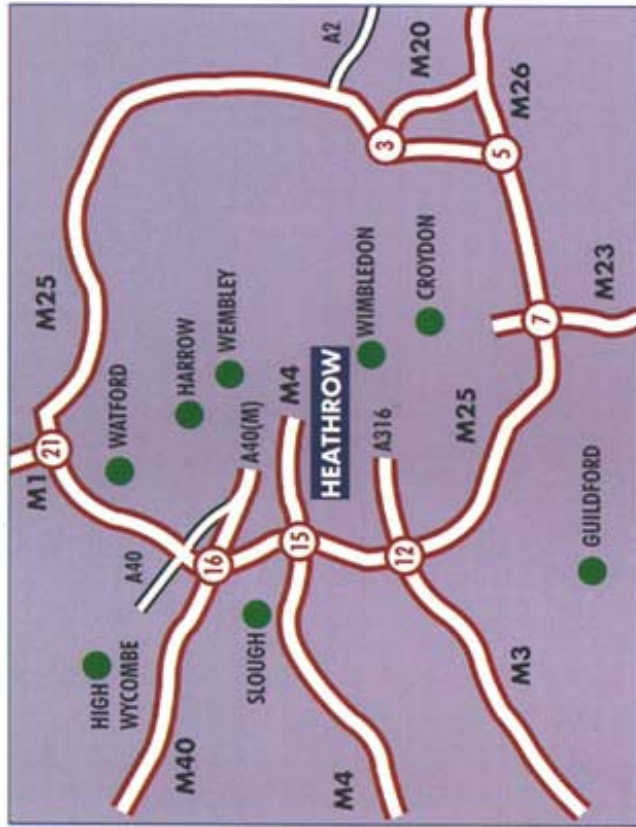 M1
21
M25
WATFORD
HARROW
WEMBLEY
HIGH
WYCOMBE
A40
A40(M)
16
M40
SLOUGH
15
M4
M4
HEATHROW
A316
12
M3
WIMBLEDON
CROYDON
M25
GUILDFORD
7
M23
A2
3
M20
5
M26